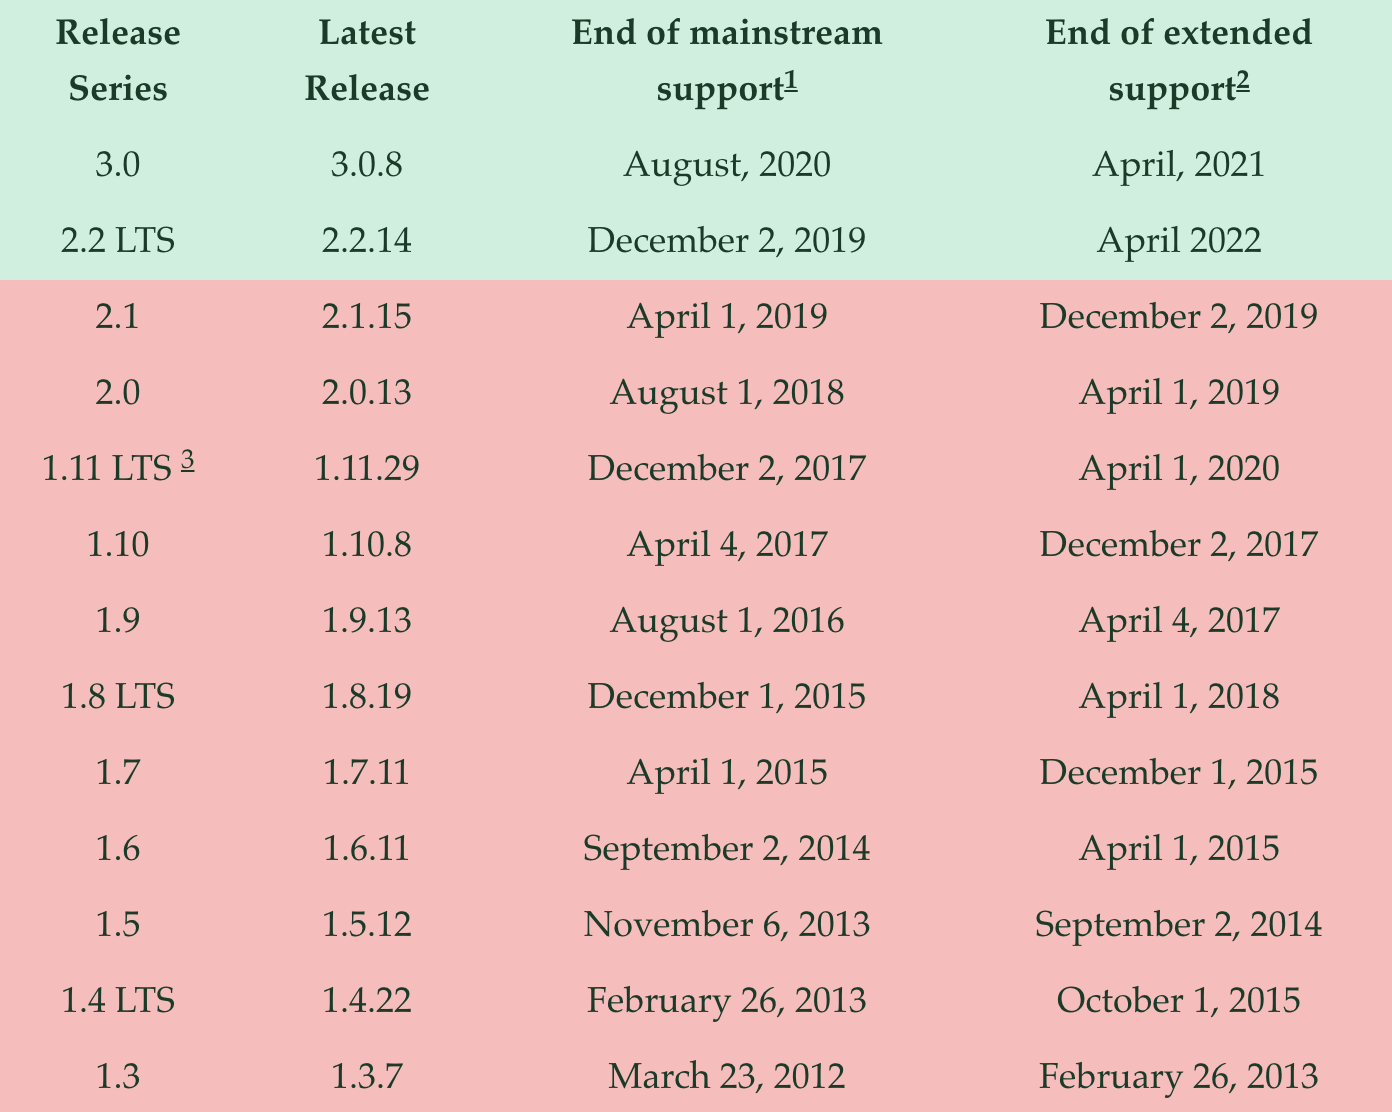 Release Latest End of mainstream End of extended
Series Release support1 support2
3.0 3.0.8 August, 2020 April, 2021
2.2 LTS 2.2.14 December 2, 2019 April 2022
2.1 2.1.15 April 1, 2019 December 2, 2019
2.0 2.0.13 August 1, 2018 April 1, 2019
1.11 LTS 3 1.11.29 December 2, 2017 April 1, 2020
1.10 1.10.8 April 4, 2017 December 2, 2017
1.9 1.9.13 August 1, 2016 April 4, 2017
1.8 LTS 1.8.19 December 1, 2015 April 1, 2018
1.7 1.7.11 April 1, 2015 December 1, 2015
1.6 1.6.11 September 2, 2014 April 1, 2015
1.5 1.5.12 November 6, 2013 September 2, 2014
1.4 LTS 1.4.22 February 26, 2013 October 1, 2015
1.3 1.3.7 March 23, 2012 February 26, 2013